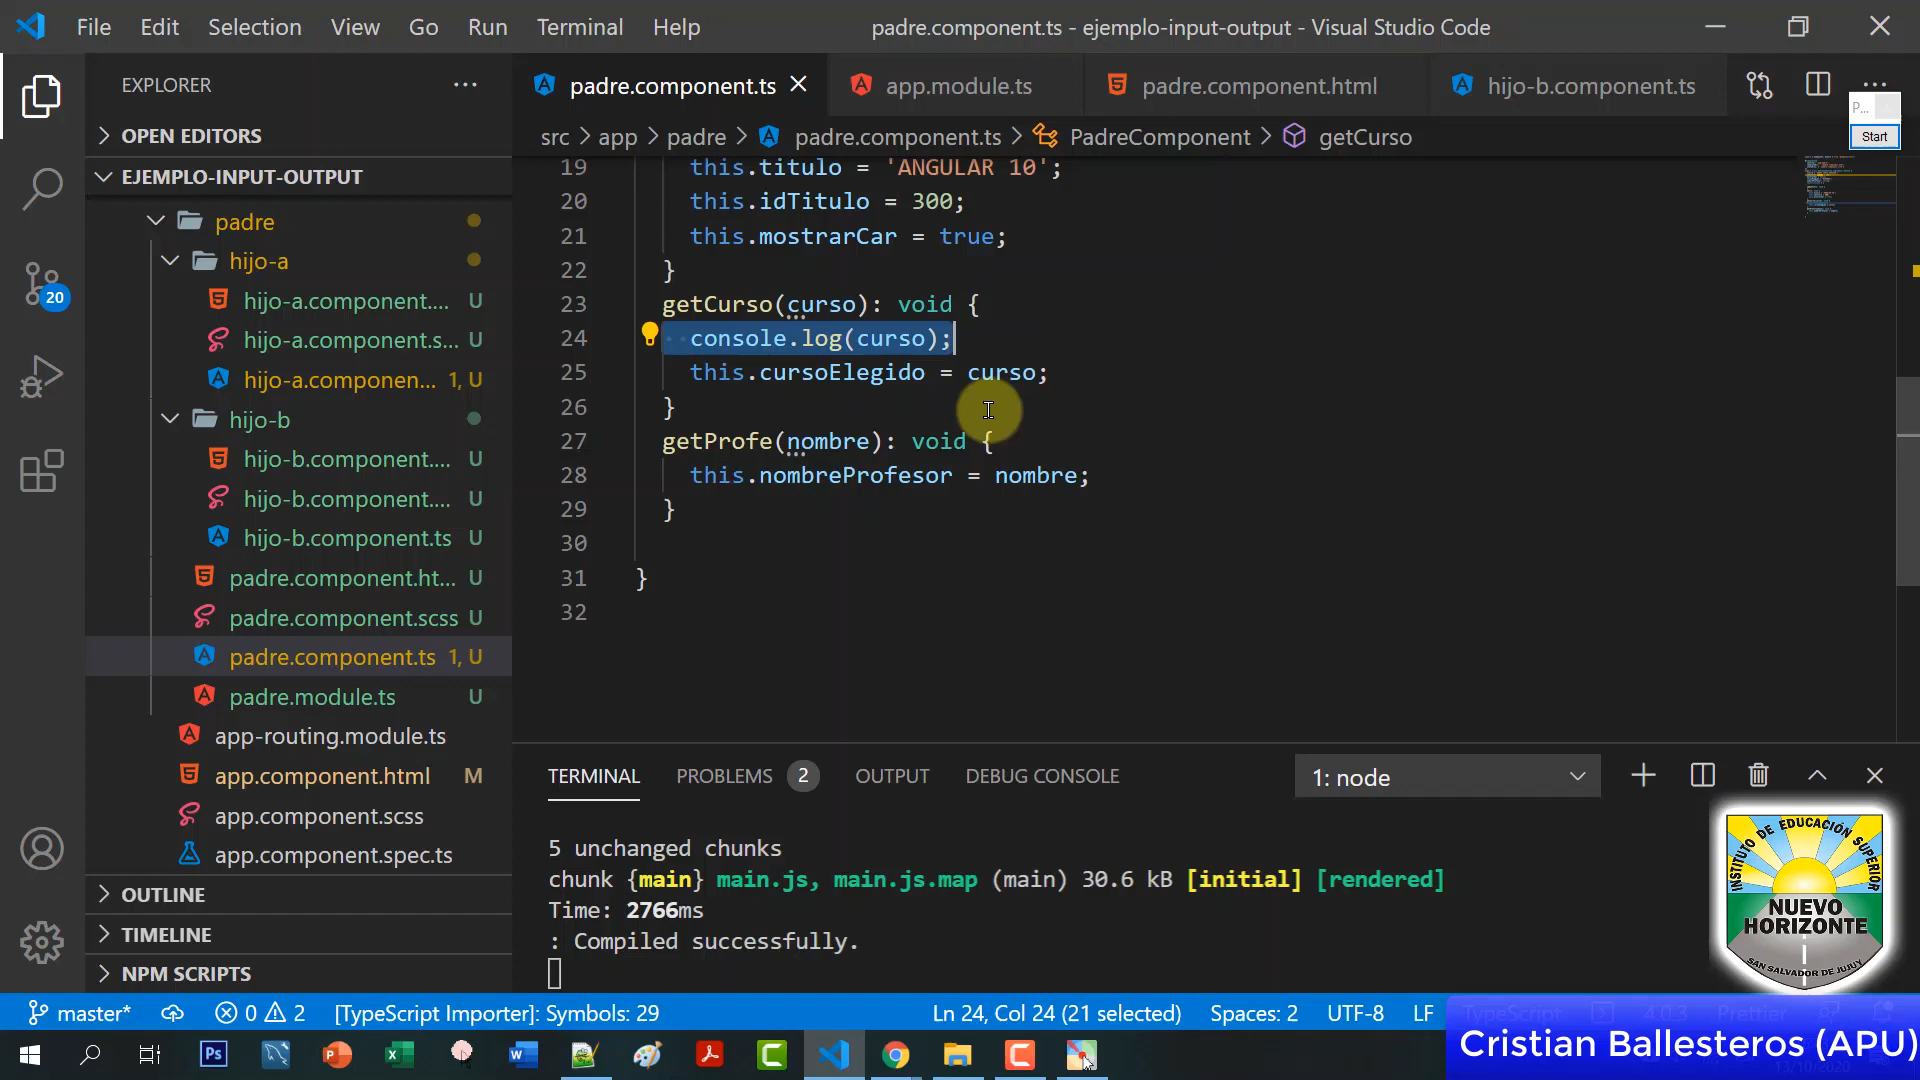 File Edit Selection View Go Run Terminal Help
padre.component.ts - ejemplo-input-output - Visual Studio Code
EXPLORER
padre.component.ts
app.module.ts
padre.component.html
hijo-b.component.ts
P...
Start
OPEN EDITORS
EJEMPLO-INPUT-OUTPUT
src > app > padre > padre.component.ts > PadreComponent > getCurso
padre
hijo-a
hijo-a.component.... U
hijo-a.component.s... U
hijo-a.componen... 1, U
hijo-b
hijo-b.component.... U
hijo-b.component.... U
hijo-b.component.ts U
padre.component.ht... U
padre.component.scss U
padre.component.ts 1, U
padre.module.ts U
app-routing.module.ts
app.component.html M
app.component.scss
app.component.spec.ts
OUTLINE
TIMELINE
NPM SCRIPTS
20
19 this.titulo = 'ANGULAR 10';
20 this.idTitulo = 300;
21 this.mostrarCar = true;
22 }
23 getCurso(curso): void {
24 console.log(curso);
25 this.cursoElegido = curso;
26 }
27 getProfe(nombre): void {
28 this.nombreProfesor = nombre;
29 }
30
31 }
32
TERMINAL PROBLEMS 2 OUTPUT DEBUG CONSOLE
1: node
5 unchanged chunks
chunk {main} main.js, main.js.map (main) 30.6 kB [initial] [rendered]
Time: 2766ms
: Compiled successfully.
INSTITUTO DE EDUCACIÓN SUPERIOR
NUEVO
HORIZONTE
SAN SALVADOR DE JUJUY
master* 0 2 [TypeScript Importer]: Symbols: 29
Ln 24, Col 24 (21 selected) Spaces: 2 UTF-8 LF TypeScript 4.0.3 Prettier
Cristian Ballesteros (APU)
13/10/2020